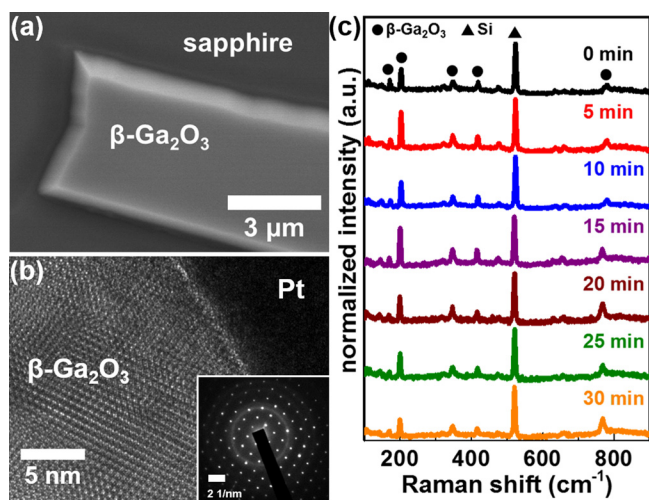 (a)
sapphire
β-Ga₂O₃
3 μm
(b)
Pt
β-Ga₂O₃
5 nm
2 1/nm
(c)
● β-Ga₂O₃ ▲ Si
0 min
5 min
10 min
15 min
20 min
25 min
30 min
normalized intensity (a.u.)
200 400 600 800
Raman shift (cm⁻¹)